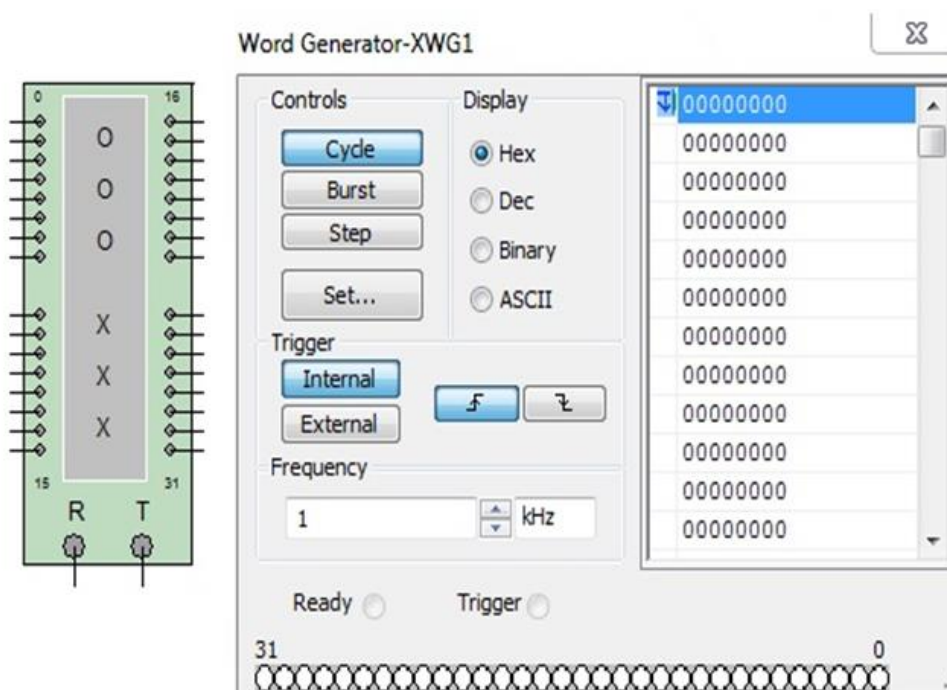 Word Generator-XWG1
0 16
O
O
O
X
X
X
15 31
R T
Controls
Cycle
Burst
Step
Set...
Display
Hex
Dec
Binary
ASCII
Trigger
Internal
External
Frequency
1 kHz
Ready Trigger
31 0
00000000
00000000
00000000
00000000
00000000
00000000
00000000
00000000
00000000
00000000
00000000
00000000